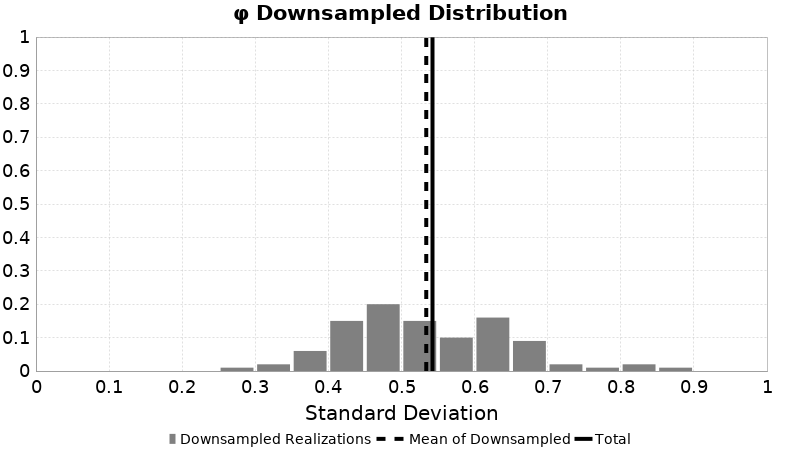 φ Downsampled Distribution
1
0.9
0.8
0.7
0.6
0.5
0.4
0.3
0.2
0.1
0
0 0.1 0.2 0.3 0.4 0.5 0.6 0.7 0.8 0.9 1
Standard Deviation
Downsampled Realizations Mean of Downsampled Total